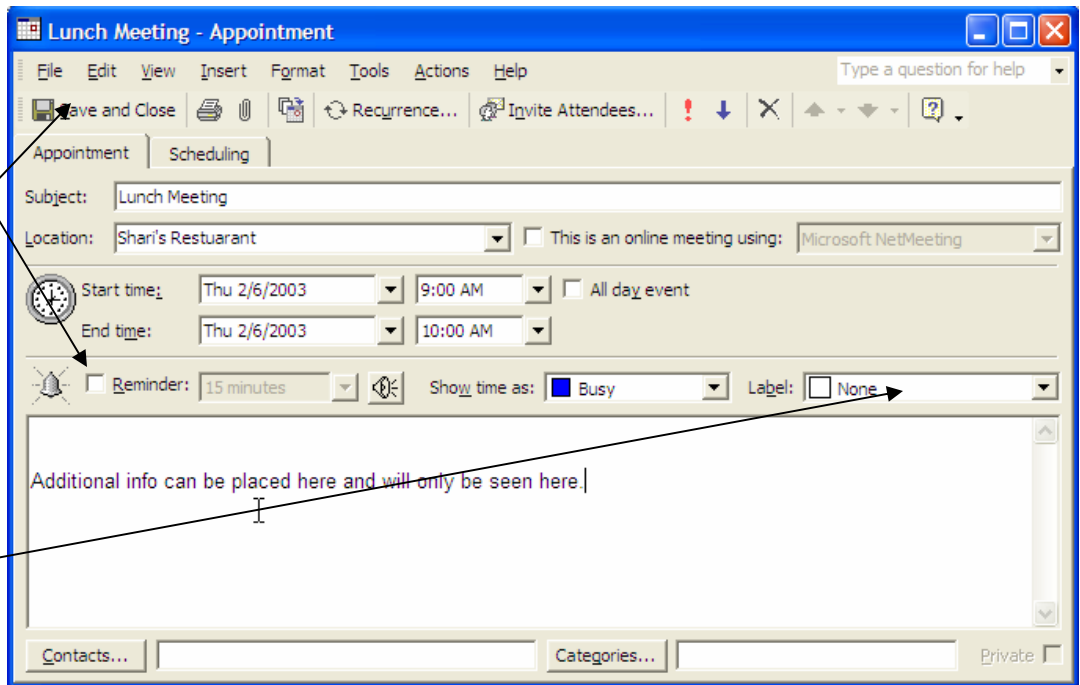 Lunch Meeting - Appointment
File Edit View Insert Format Tools Actions Help Type a question for help
Save and Close Recurrence... Invite Attendees...
Appointment Scheduling
Subject: Lunch Meeting
Location: Shari's Restuarant This is an online meeting using: Microsoft NetMeeting
Start time: Thu 2/6/2003 9:00 AM All day event
End time: Thu 2/6/2003 10:00 AM
Reminder: 15 minutes Show time as: Busy Label: None
Additional info can be placed here and will only be seen here.
Contacts... Categories... Private